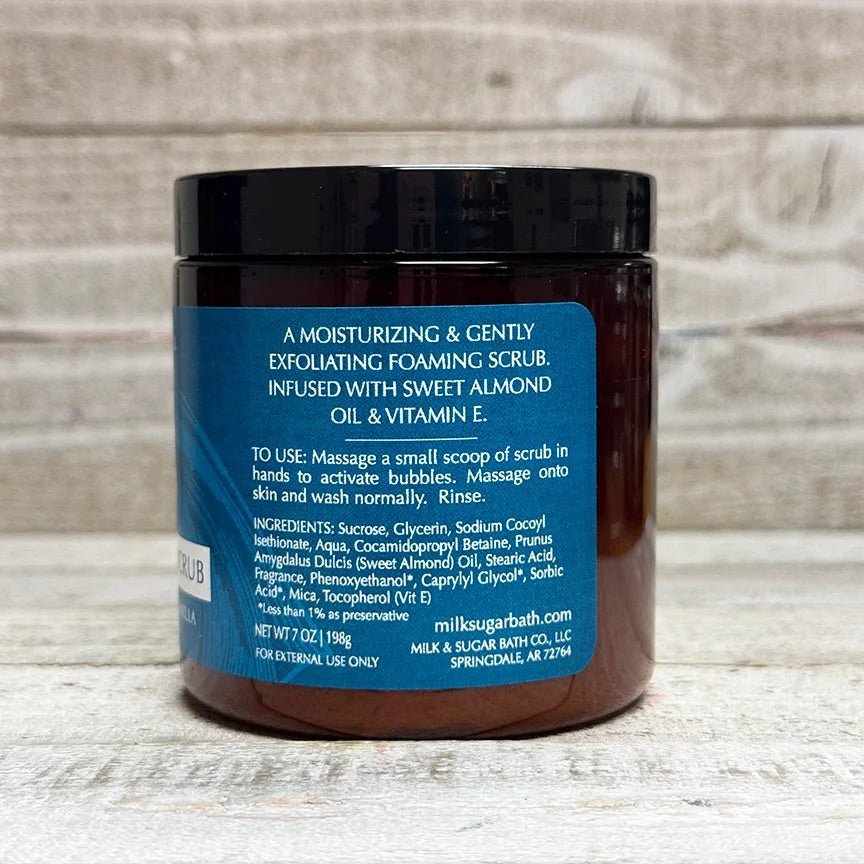 A MOISTURIZING & GENTLY
EXFOLIATING FOAMING SCRUB.
INFUSED WITH SWEET ALMOND
OIL & VITAMIN E.
TO USE: Massage a small scoop of scrub in
hands to activate bubbles. Massage onto
skin and wash normally. Rinse.
INGREDIENTS: Sucrose, Glycerin, Sodium Cocoyl
Isethionate, Aqua, Cocamidopropyl Betaine, Prunus
Amygdalus Dulcis (Sweet Almond) Oil, Stearic Acid,
Fragrance, Phenoxyethanol*, Caprylyl Glycol*, Sorbic
Acid*, Mica, Tocopherol (Vit E)
*Less than 1% as preservative
NET WT 7 OZ | 198g
FOR EXTERNAL USE ONLY
milksugarbath.com
MILK & SUGAR BATH CO., LLC
SPRINGDALE, AR 72764